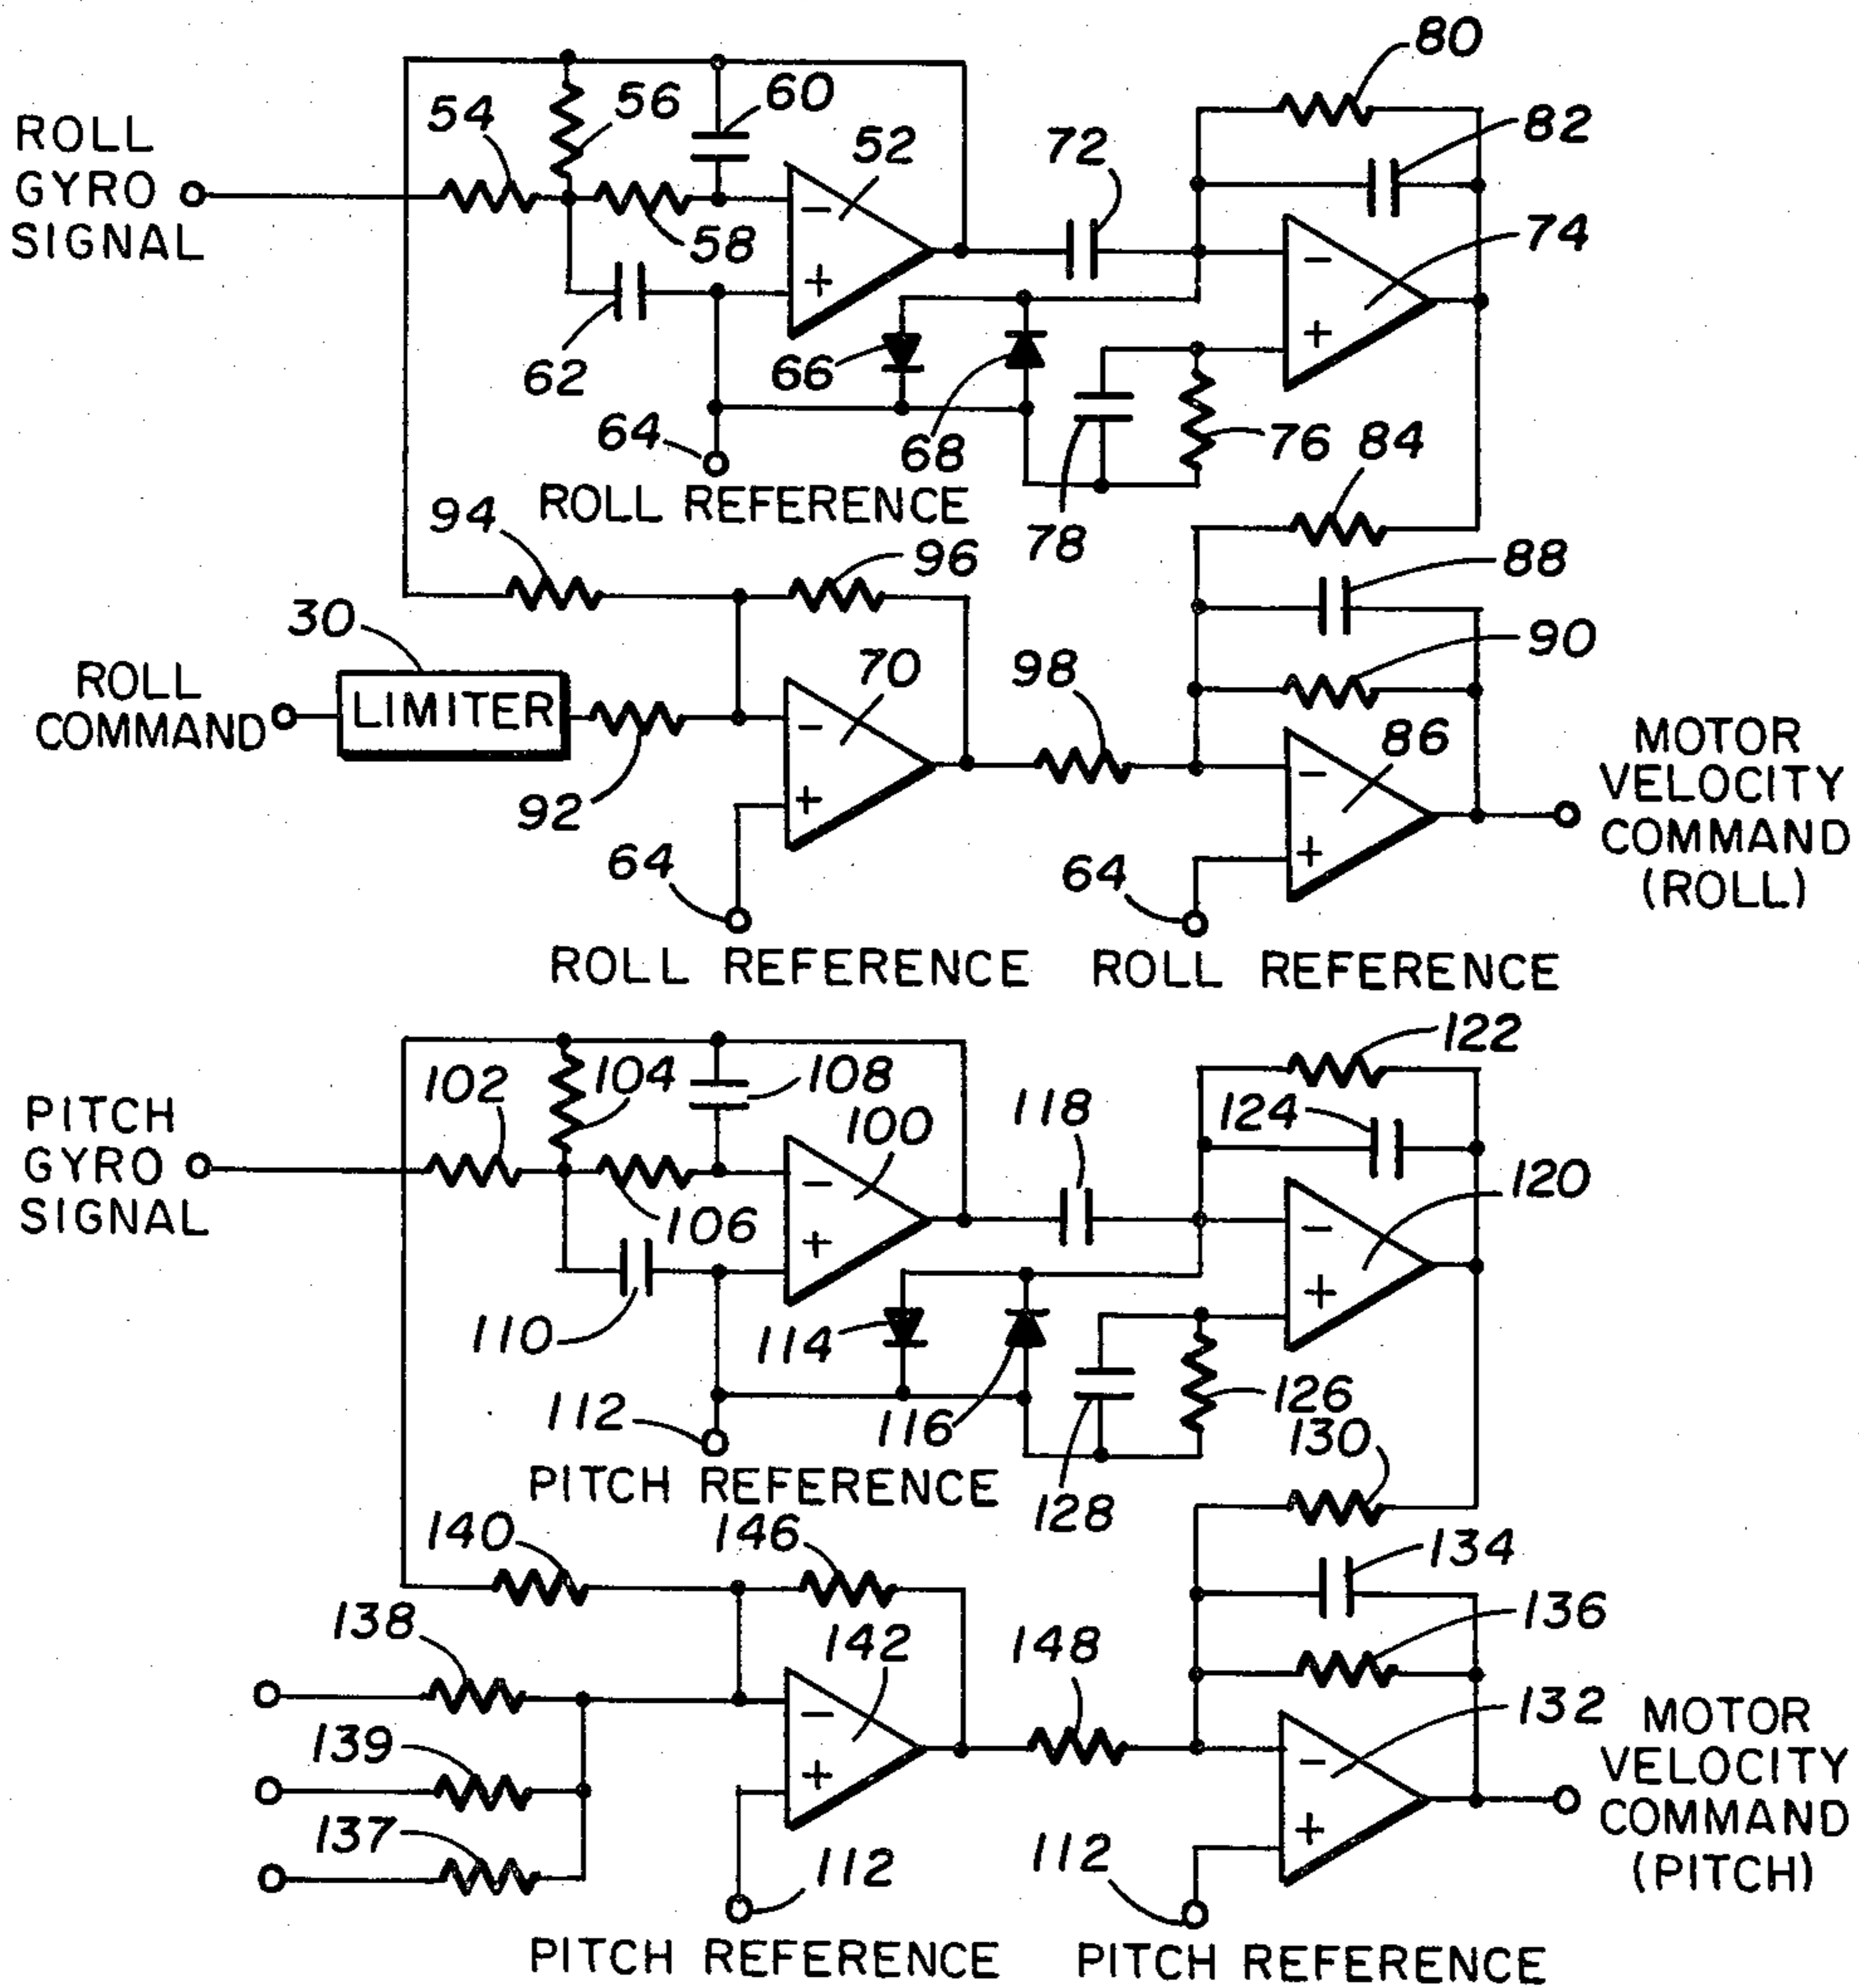 80
54
56
60
52
72
82
ROLL
GYRO
SIGNAL
58
74
62
66
68
76
84
64
ROLL REFERENCE
78
94
96
88
30
90
ROLL
COMMAND
LIMITER
70
98
86
92
MOTOR
VELOCITY
COMMAND
(ROLL)
64
64
ROLL REFERENCE
ROLL REFERENCE
122
102
104
108
100
118
124
PITCH
GYRO
SIGNAL
106
120
110
114
116
126
112
130
PITCH REFERENCE
128
140
146
134
138
142
148
136
139
132
MOTOR
VELOCITY
COMMAND
(PITCH)
137
112
112
PITCH REFERENCE
PITCH REFERENCE